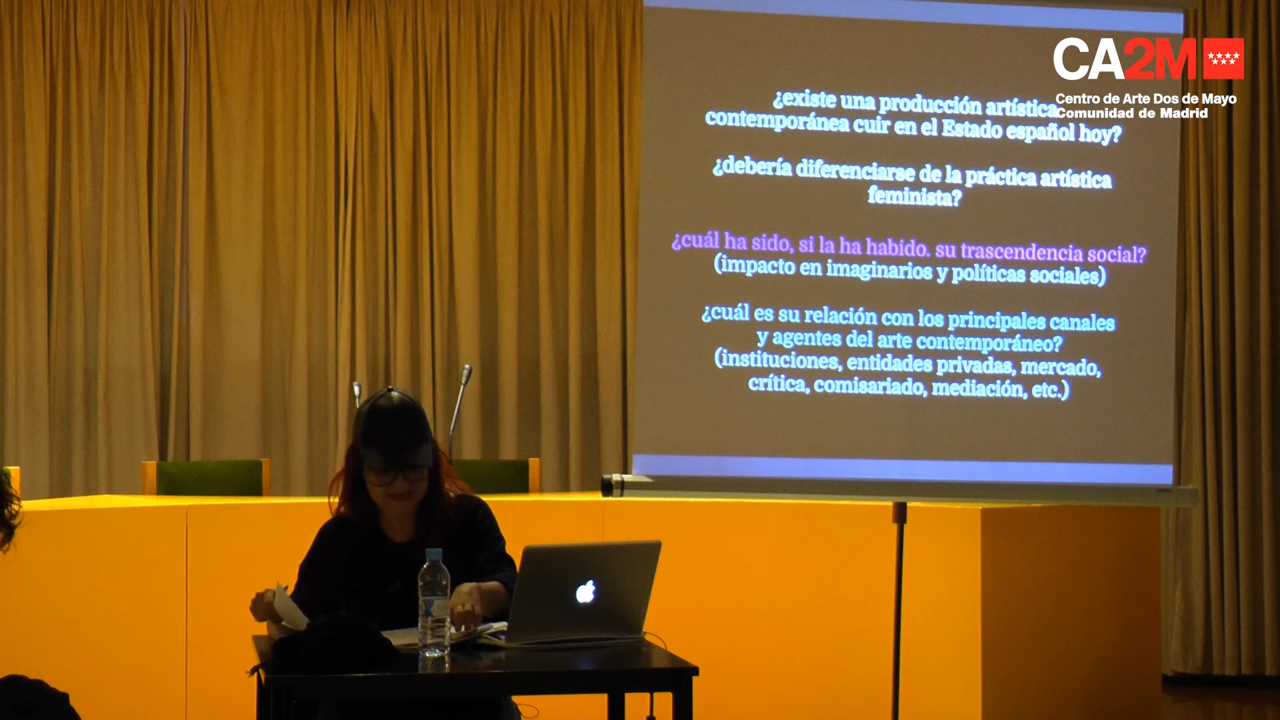 CA2M
Centro de Arte Dos de Mayo
Comunidad de Madrid
¿existe una producción artística
contemporánea cuir en el Estado español hoy?
¿debería diferenciarse de la práctica artística
feminista?
¿cuál ha sido, si la ha habido. su trascendencia social?
(impacto en imaginarios y políticas sociales)
¿cuál es su relación con los principales canales
y agentes del arte contemporáneo?
(instituciones, entidades privadas, mercado,
crítica, comisariado, mediación, etc.)